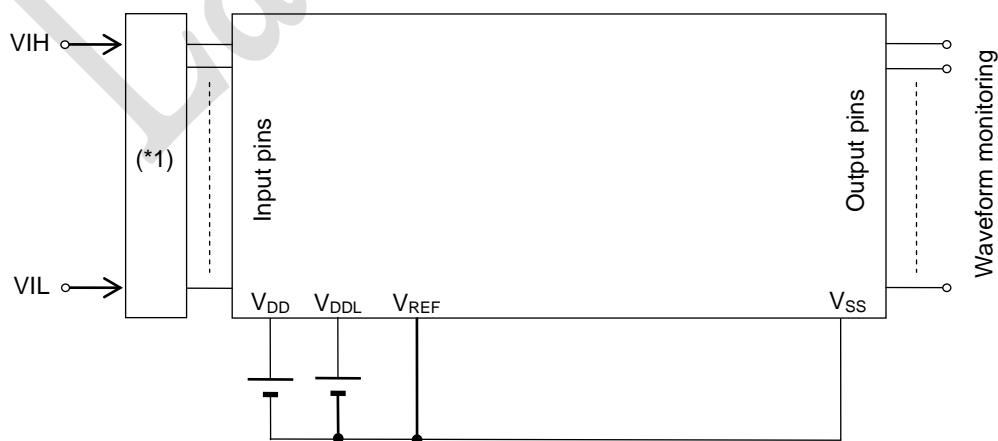 VIH
(*1)
VIL
Input pins
Output pins
Waveform monitoring
VDD VDDL VREF VSS